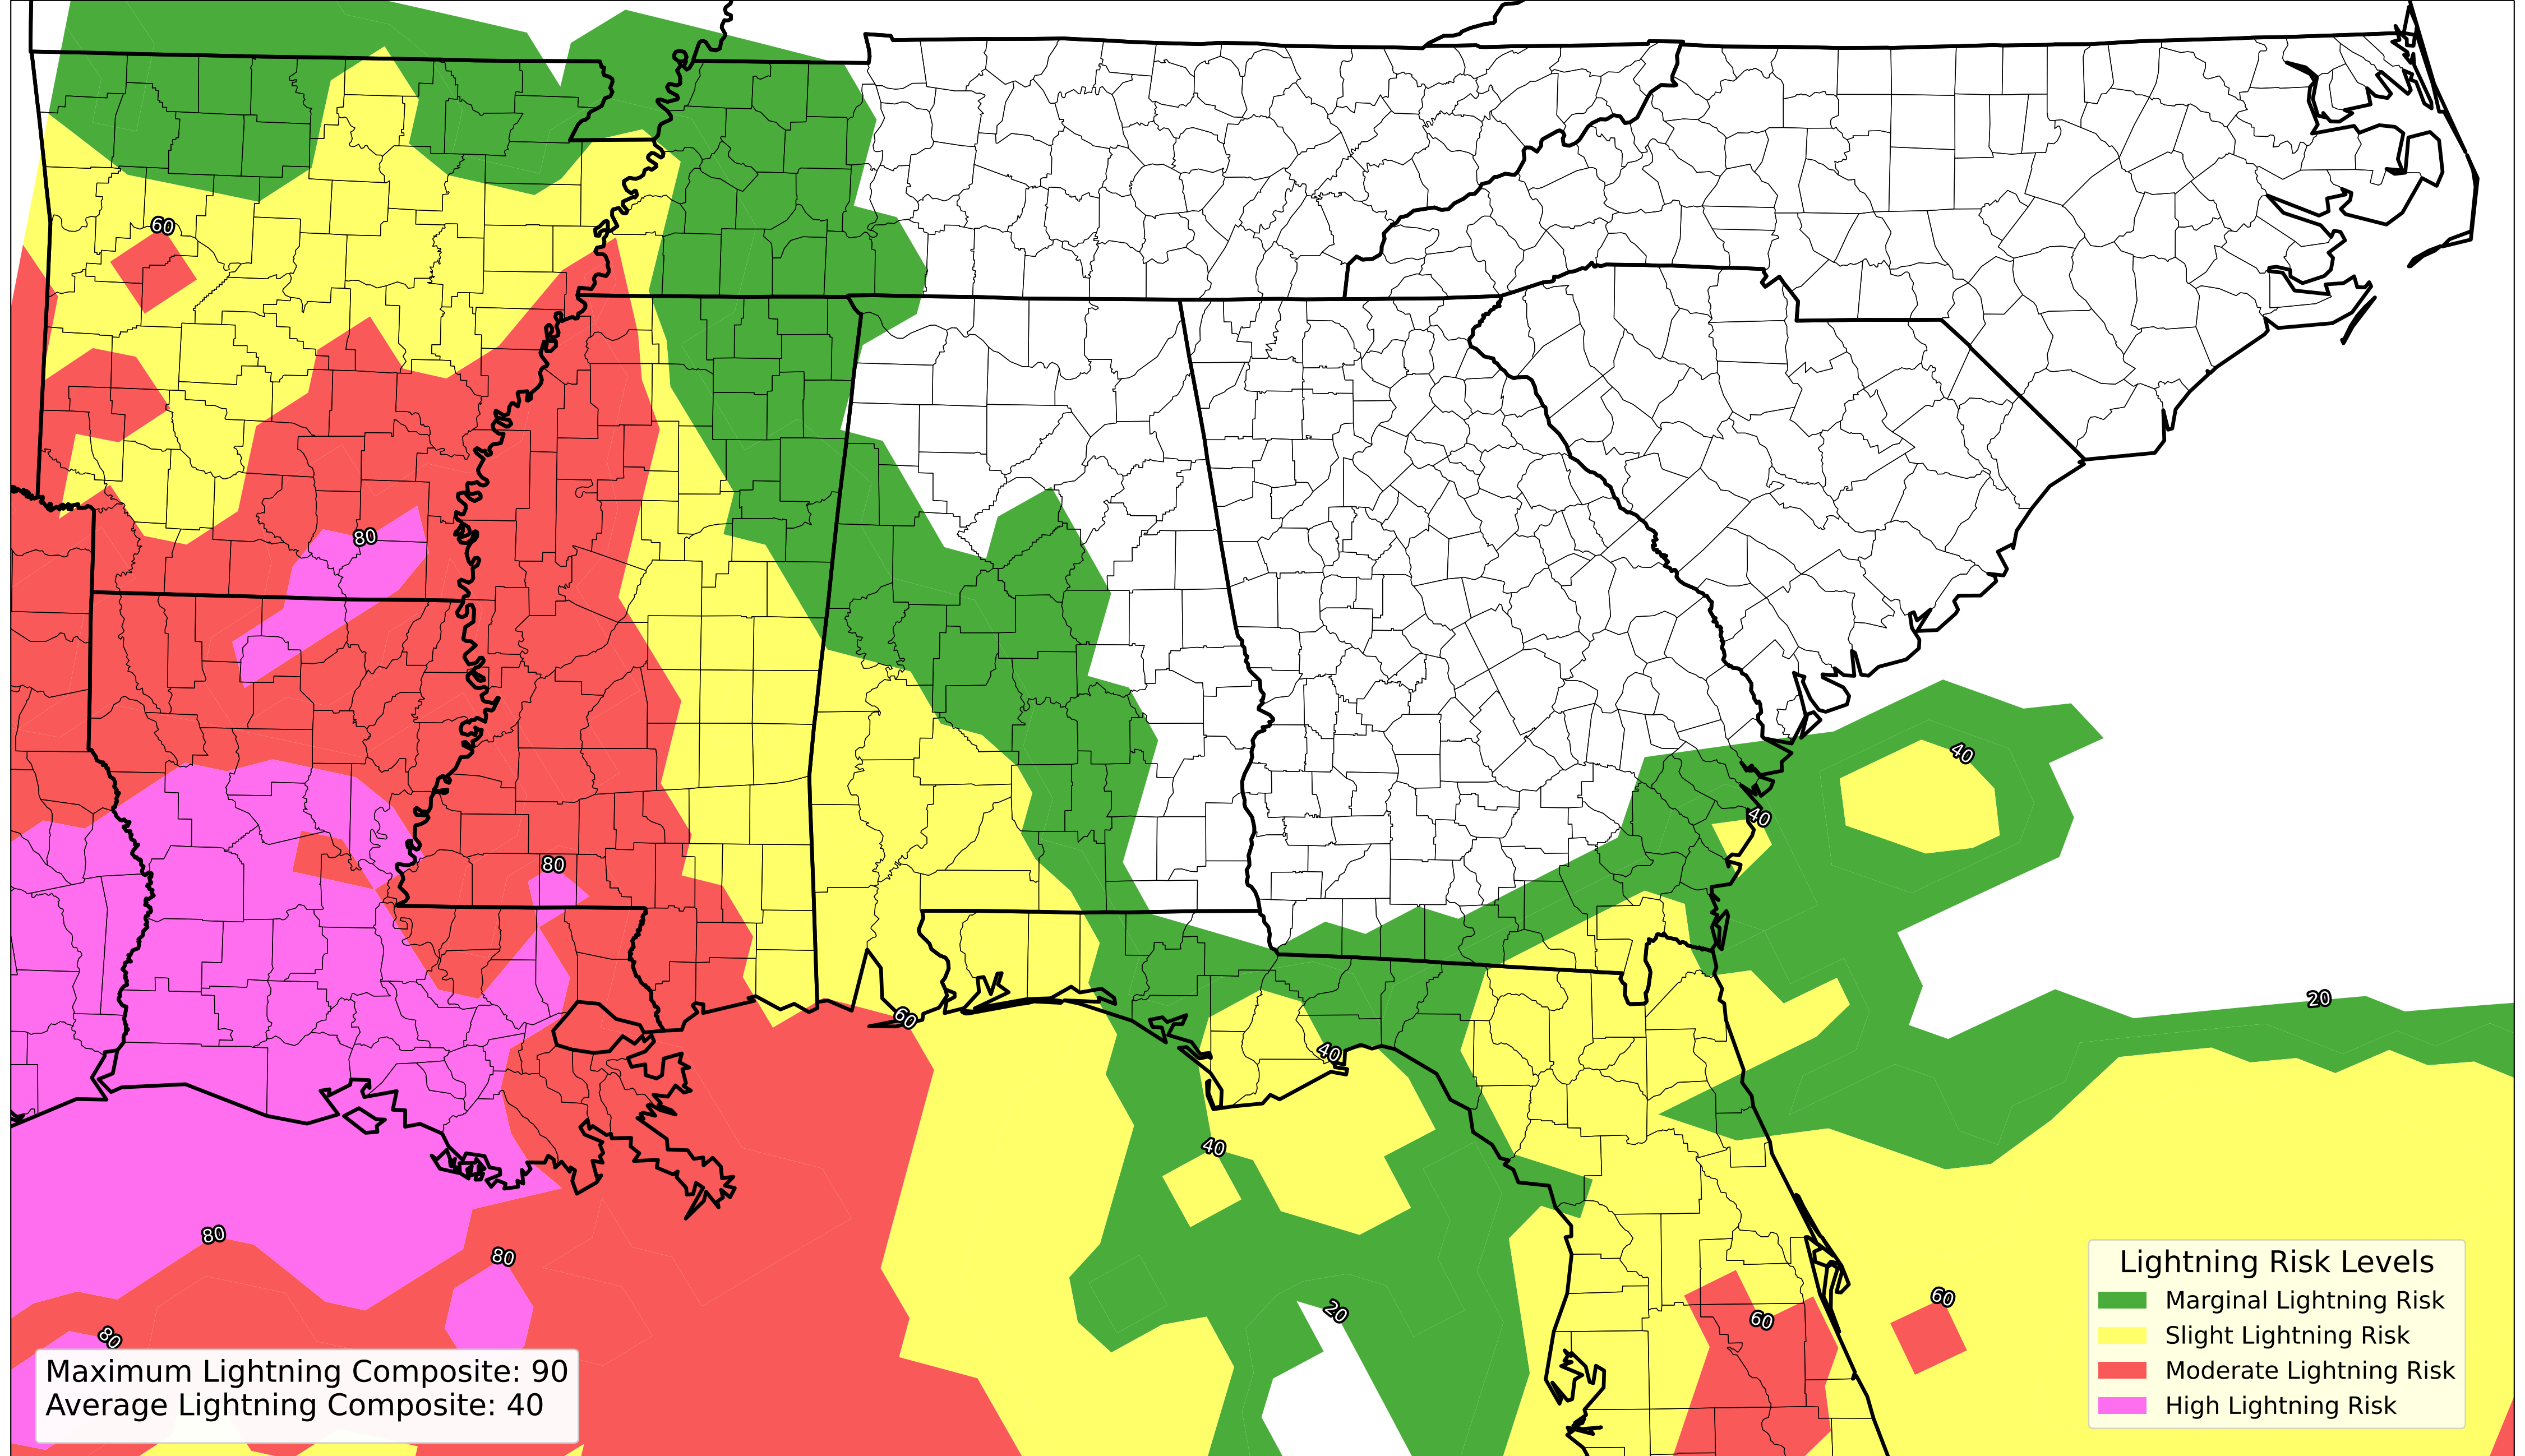 60
80
40
40
80
20
60
40
40
80
80
60
20
60
80
Lightning Risk Levels
Marginal Lightning Risk
Slight Lightning Risk
Moderate Lightning Risk
High Lightning Risk
Maximum Lightning Composite: 90
Average Lightning Composite: 40